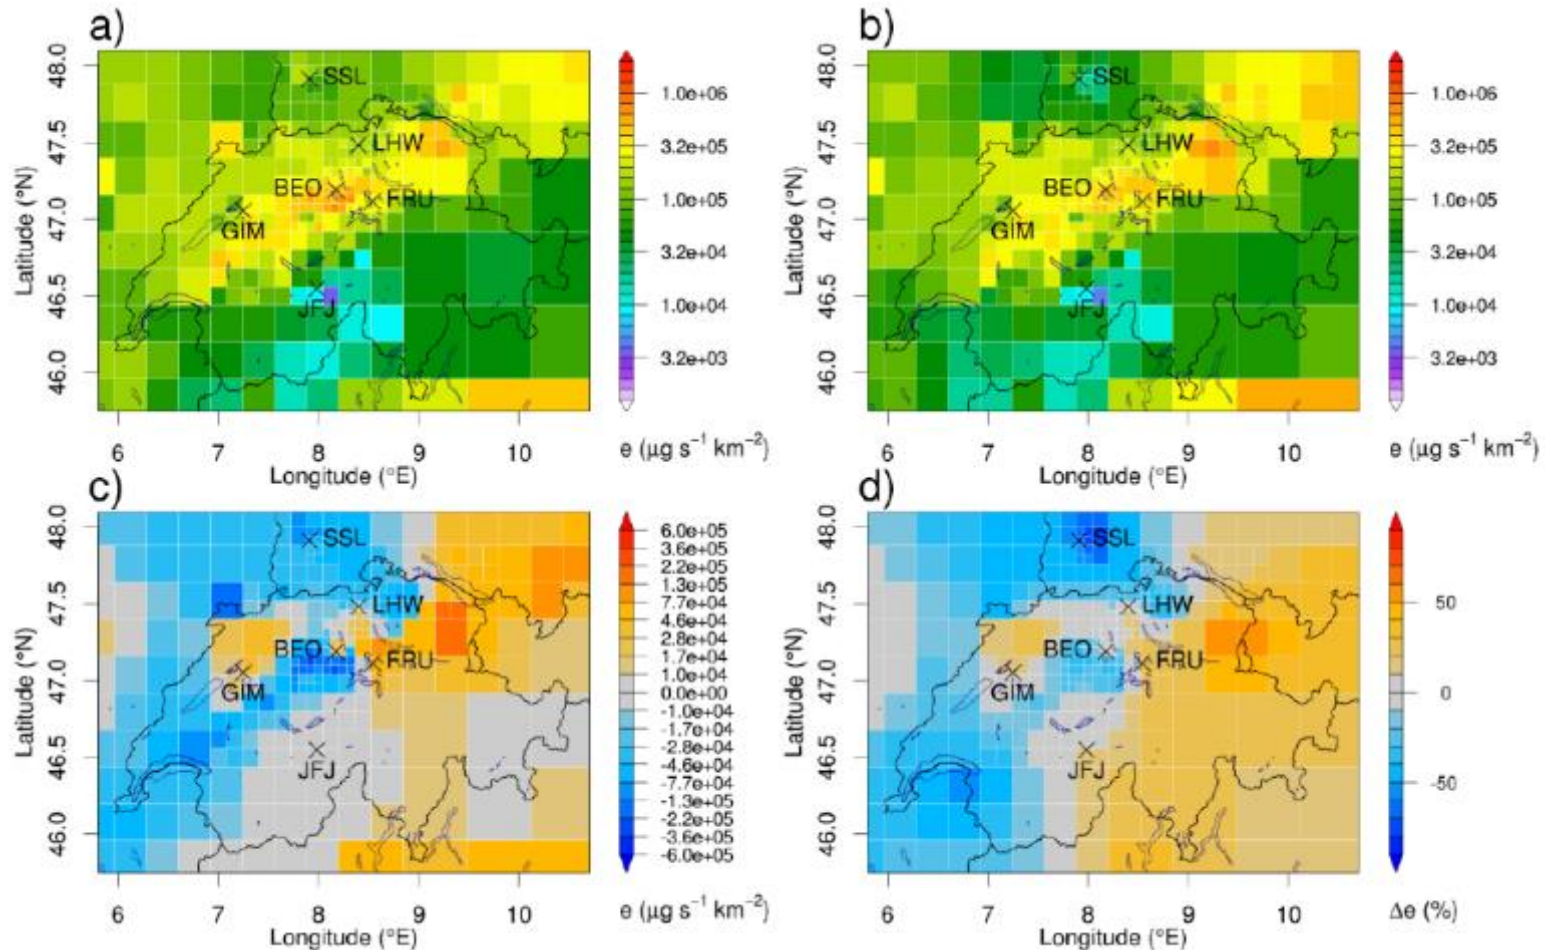 a)
48.0
47.5
47.0
46.5
46.0
Latitude (°N)
SSL
LHW
BEO
FRU
GIM
JFJ
6 7 8 9 10
Longitude (°E)
1.0e+06
3.2e+05
1.0e+05
3.2e+04
1.0e+04
3.2e+03
e (μg s⁻¹ km⁻²)
b)
48.0
47.5
47.0
46.5
46.0
Latitude (°N)
SSL
LHW
BEO
FRU
GIM
JFJ
6 7 8 9 10
Longitude (°E)
1.0e+06
3.2e+05
1.0e+05
3.2e+04
1.0e+04
3.2e+03
e (μg s⁻¹ km⁻²)
c)
48.0
47.5
47.0
46.5
46.0
Latitude (°N)
SSL
LHW
BEO
FRU
GIM
JFJ
6 7 8 9 10
Longitude (°E)
6.0e+05
3.6e+05
2.2e+05
1.3e+05
7.7e+04
4.6e+04
2.8e+04
1.7e+04
1.0e+04
0.0e+00
-1.0e+04
-1.7e+04
-2.8e+04
-4.6e+04
-7.7e+04
-1.3e+05
-2.2e+05
-3.6e+05
-6.0e+05
e (μg s⁻¹ km⁻²)
d)
48.0
47.5
47.0
46.5
46.0
Latitude (°N)
SSL
LHW
BEO
FRU
GIM
JFJ
6 7 8 9 10
Longitude (°E)
50
0
-50
Δe (%)